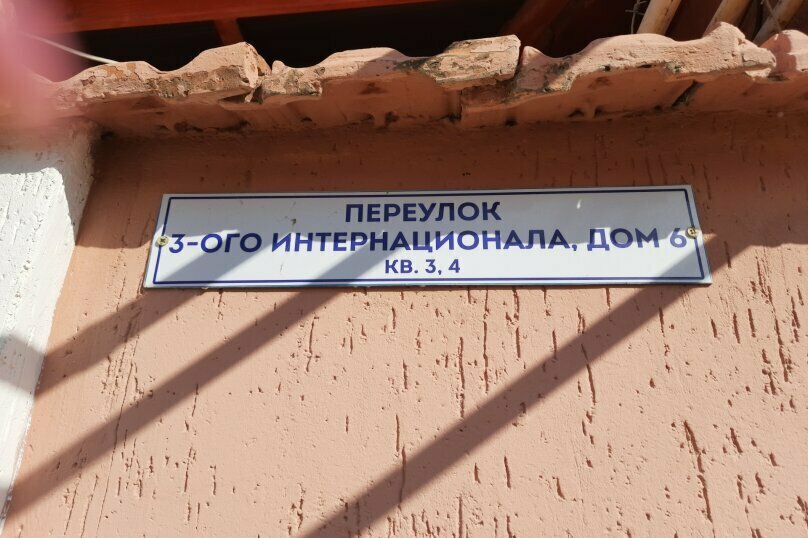 ПЕРЕУЛОК
3-ОГО ИНТЕРНАЦИОНАЛА, ДОМ 6
КВ. 3, 4